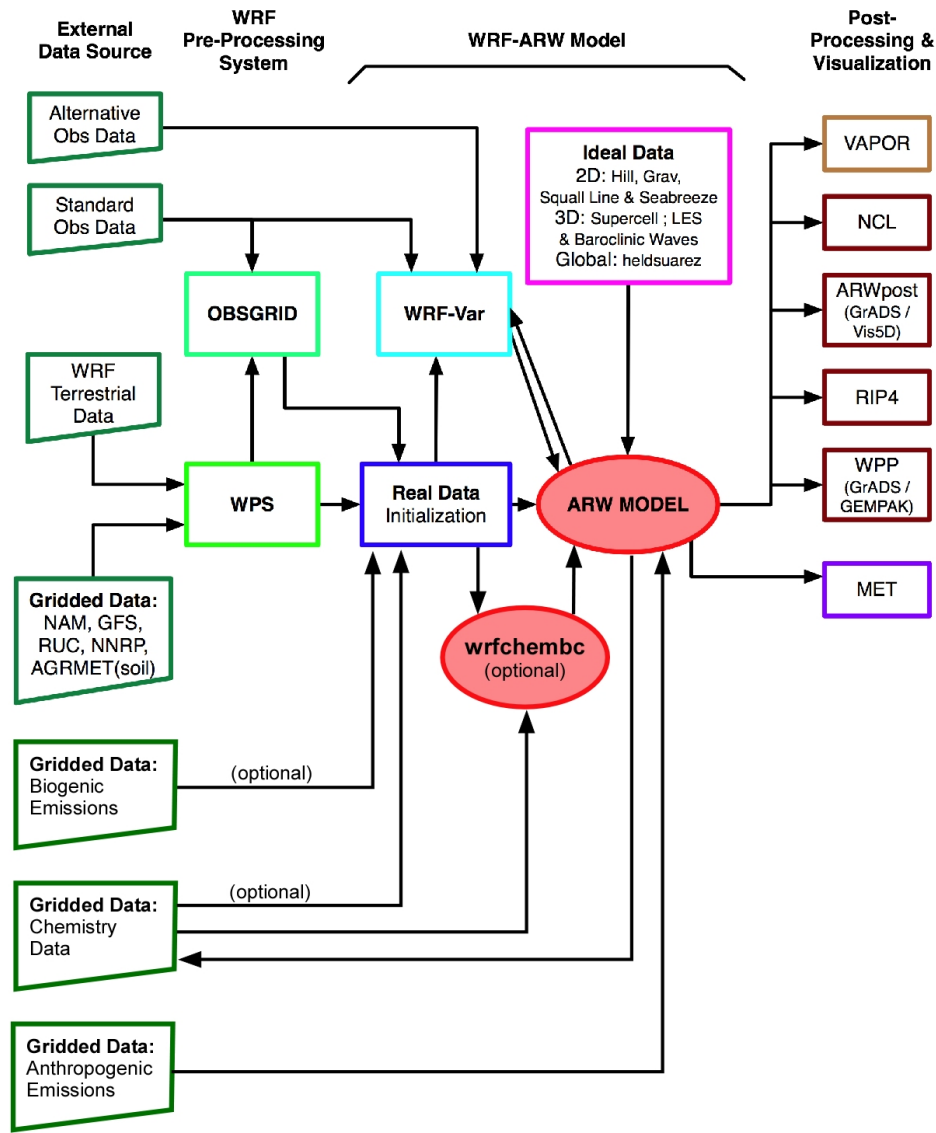 External
Data Source
WRF
Pre-Processing
System
WRF-ARW Model
Post-
Processing &
Visualization
Alternative
Obs Data
Standard
Obs Data
WRF
Terrestrial
Data
Gridded Data:
NAM, GFS,
RUC, NNRP,
AGRMET(soil)
Gridded Data:
Biogenic
Emissions
Gridded Data:
Chemistry
Data
Gridded Data:
Anthropogenic
Emissions
(optional)
(optional)
OBSGRID
WPS
WRF-Var
Real Data
Initialization
Ideal Data
2D: Hill, Grav,
Squall Line & Seabreeze
3D: Supercell ; LES
& Baroclinic Waves
Global: heldsuarez
ARW MODEL
wrfchembc
(optional)
VAPOR
NCL
ARWpost
(GrADS /
Vis5D)
RIP4
WPP
(GrADS /
GEMPAK)
MET